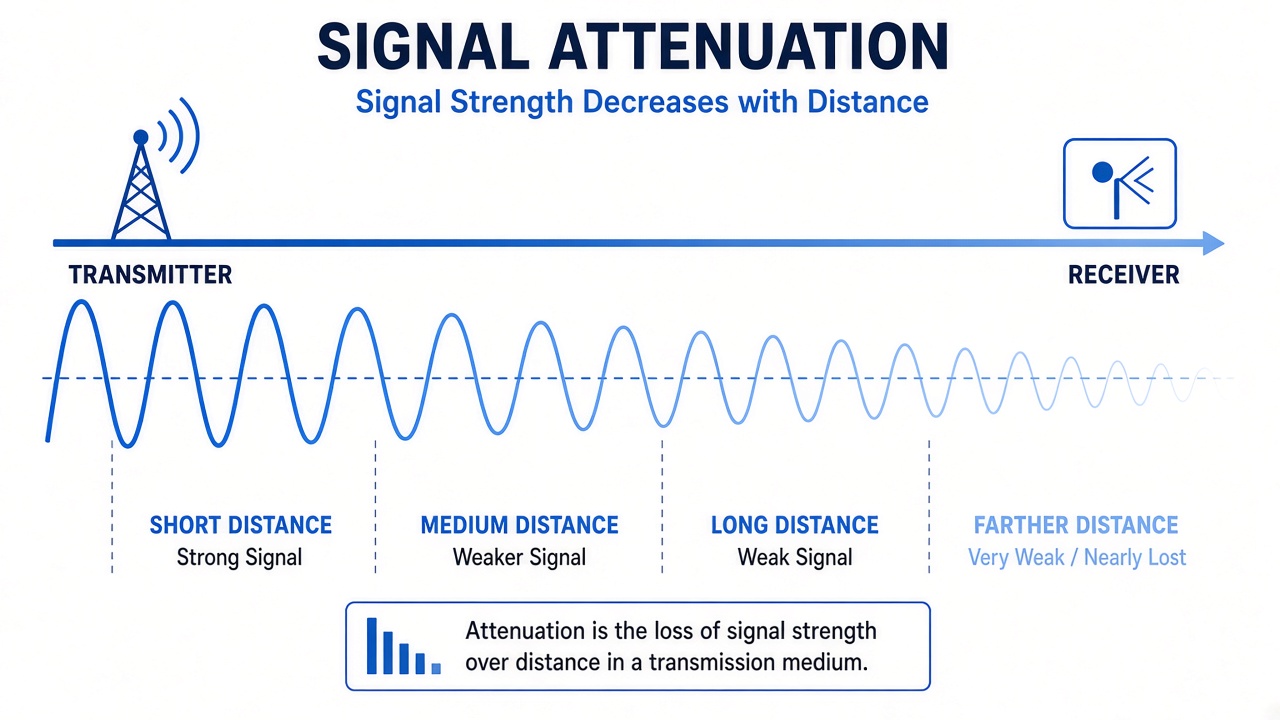 SIGNAL ATTENUATION
Signal Strength Decreases with Distance
TRANSMITTER
RECEIVER
SHORT DISTANCE
Strong Signal
MEDIUM DISTANCE
Weaker Signal
LONG DISTANCE
Weak Signal
FARTHER DISTANCE
Very Weak / Nearly Lost
Attenuation is the loss of signal strength
over distance in a transmission medium.